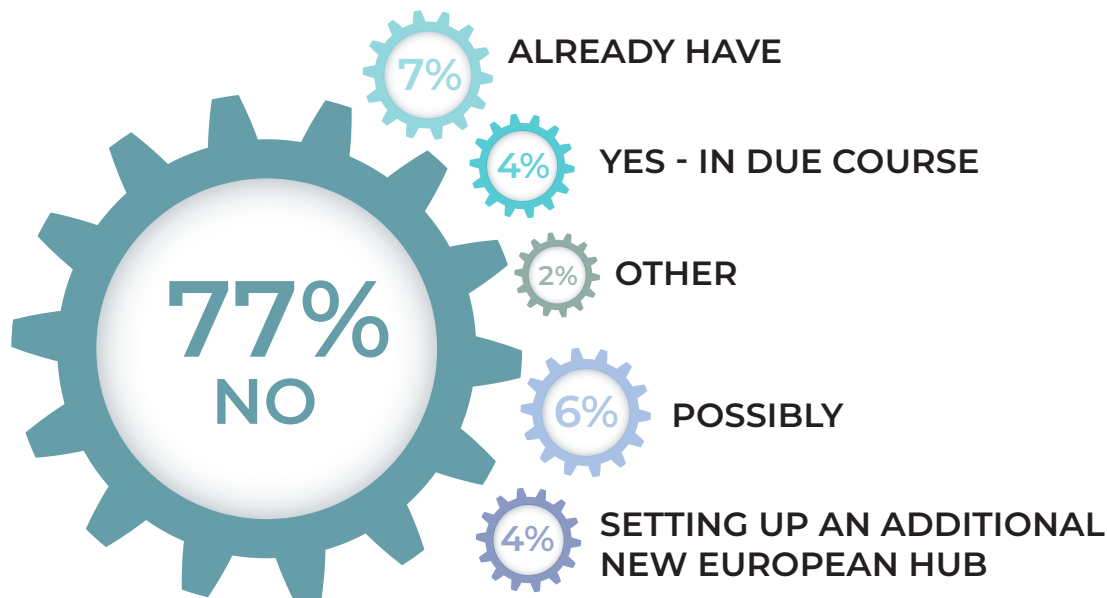 7%
ALREADY HAVE
4%
YES - IN DUE COURSE
2%
OTHER
77%
NO
6%
POSSIBLY
4%
SETTING UP AN ADDITIONAL
NEW EUROPEAN HUB